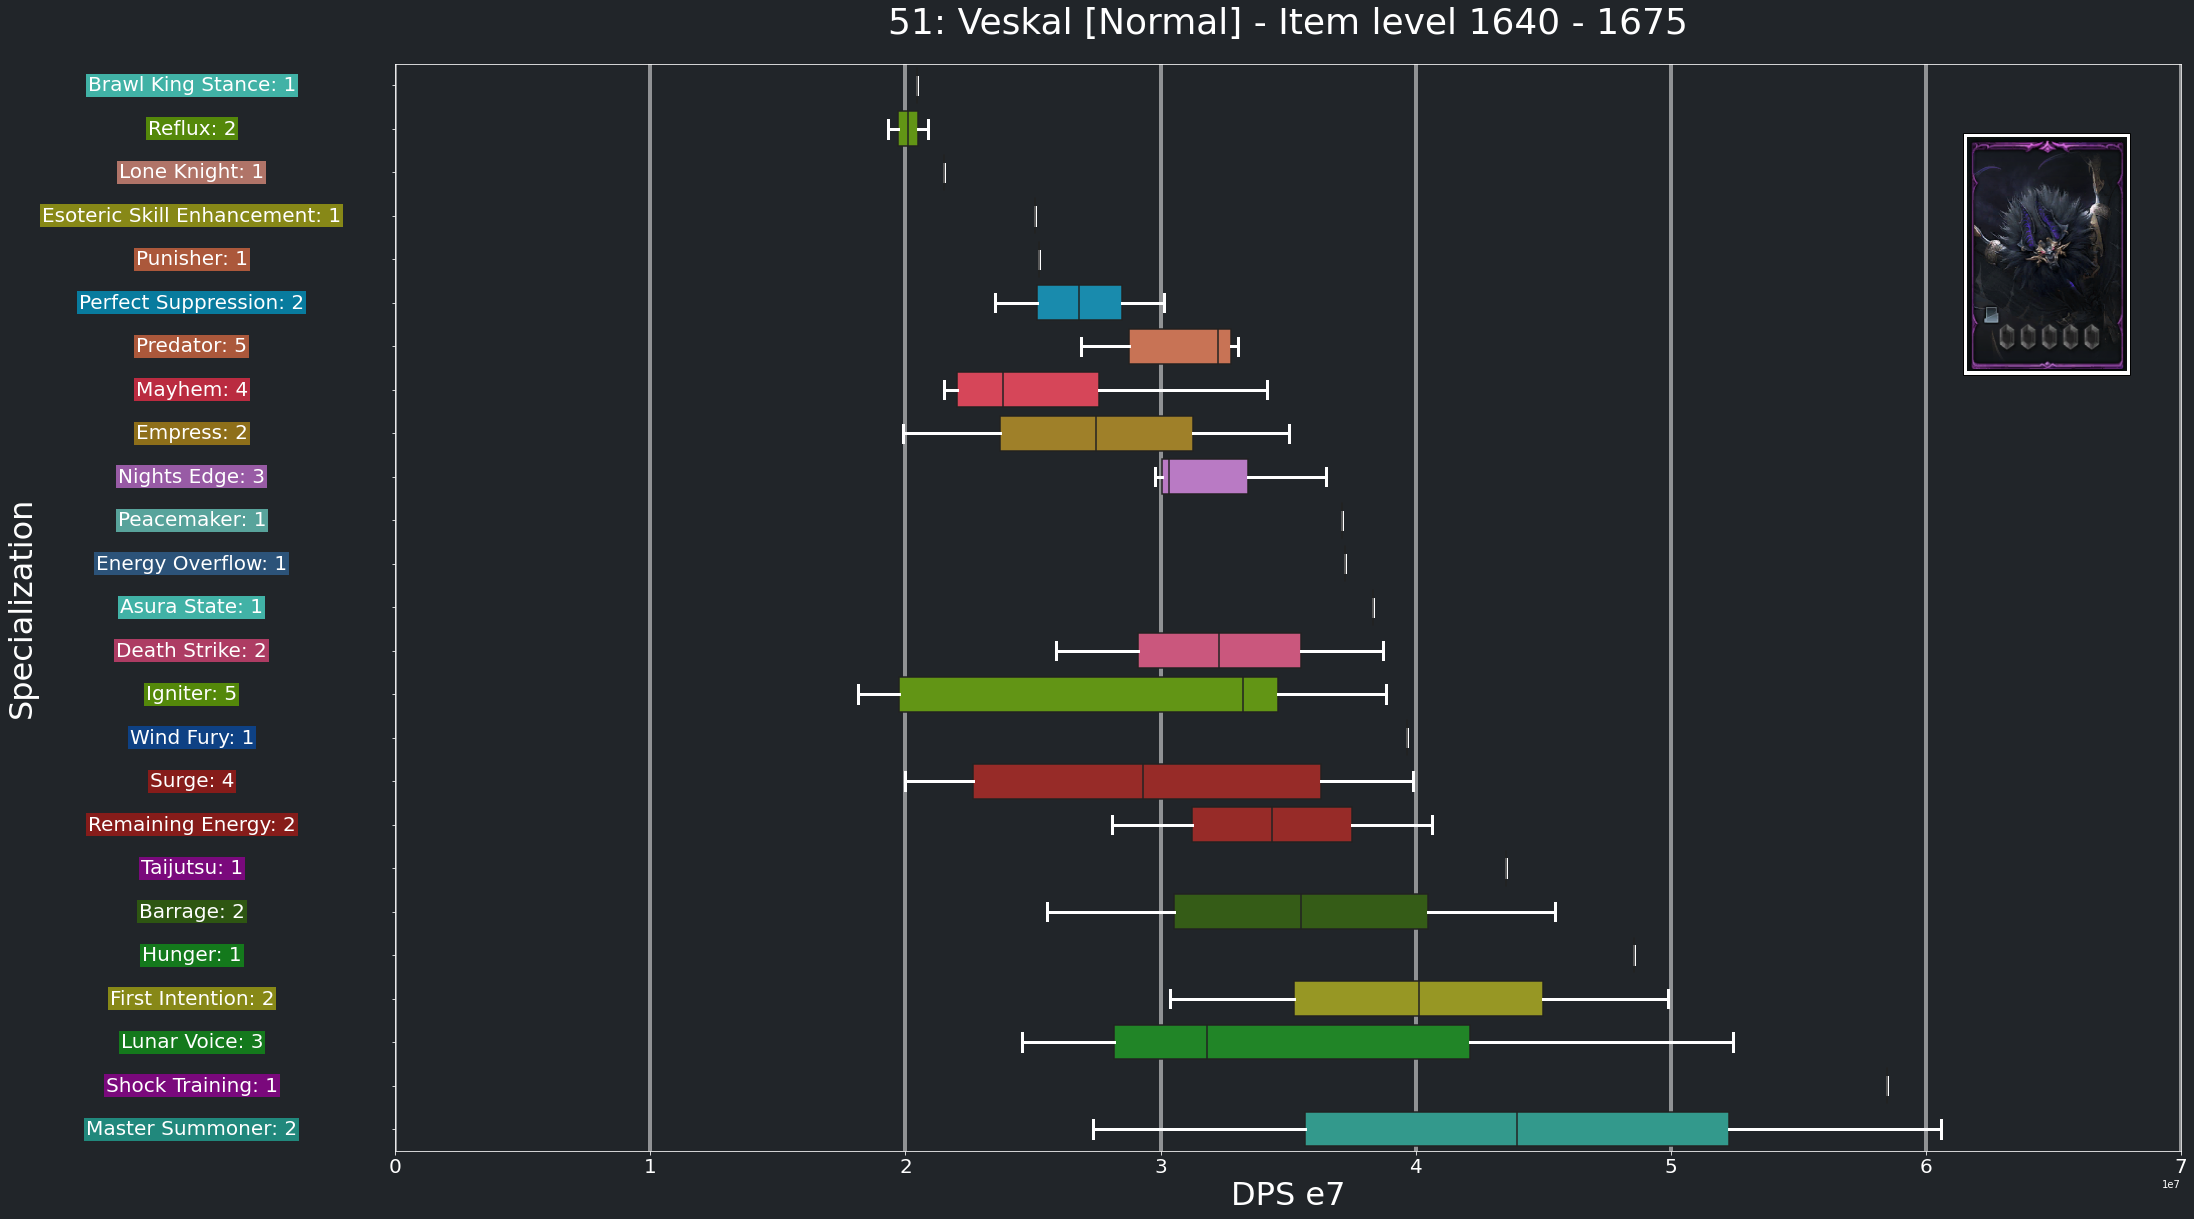 51: Veskal [Normal] - Item level 1640 - 1675
Specialization
Brawl King Stance: 1
Reflux: 2
Lone Knight: 1
Esoteric Skill Enhancement: 1
Punisher: 1
Perfect Suppression: 2
Predator: 5
Mayhem: 4
Empress: 2
Nights Edge: 3
Peacemaker: 1
Energy Overflow: 1
Asura State: 1
Death Strike: 2
Igniter: 5
Wind Fury: 1
Surge: 4
Remaining Energy: 2
Taijutsu: 1
Barrage: 2
Hunger: 1
First Intention: 2
Lunar Voice: 3
Shock Training: 1
Master Summoner: 2
0 1 2 3 4 5 6 7
DPS e7
1e7